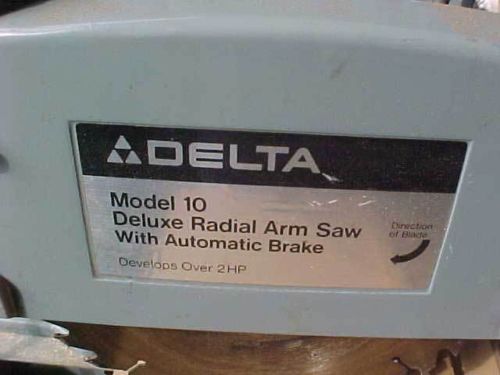 DELTA
Model 10
Deluxe Radial Arm Saw
With Automatic Brake
Develops Over 2HP
Direction
of Blade